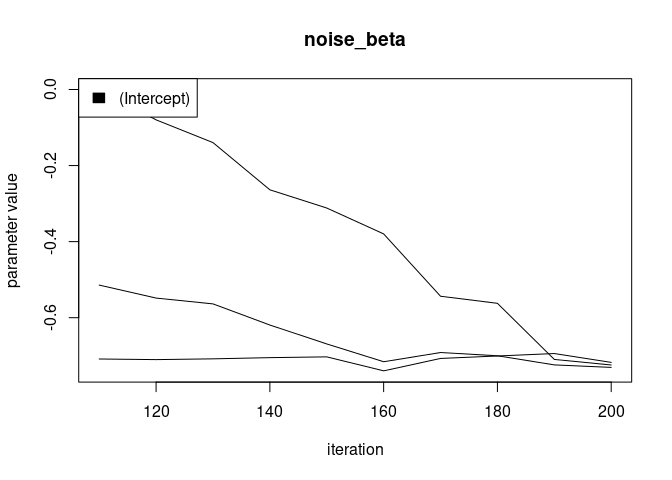 noise_beta
(Intercept)
parameter value
0.0
-0.2
-0.4
-0.6
120 140 160 180 200
iteration